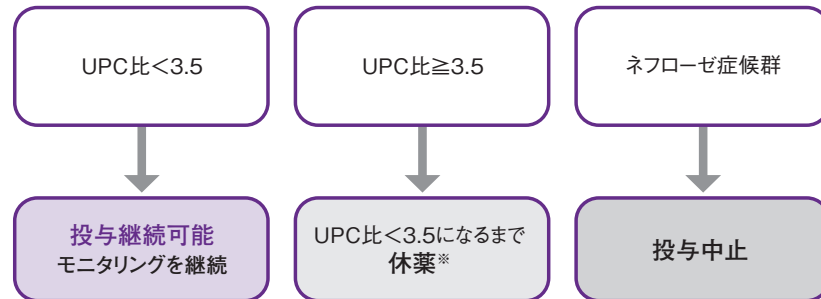 UPC比＜3.5
UPC比≧3.5
ネフローゼ症候群
投与継続可能
モニタリングを継続
UPC比＜3.5になるまで
休薬※
投与中止